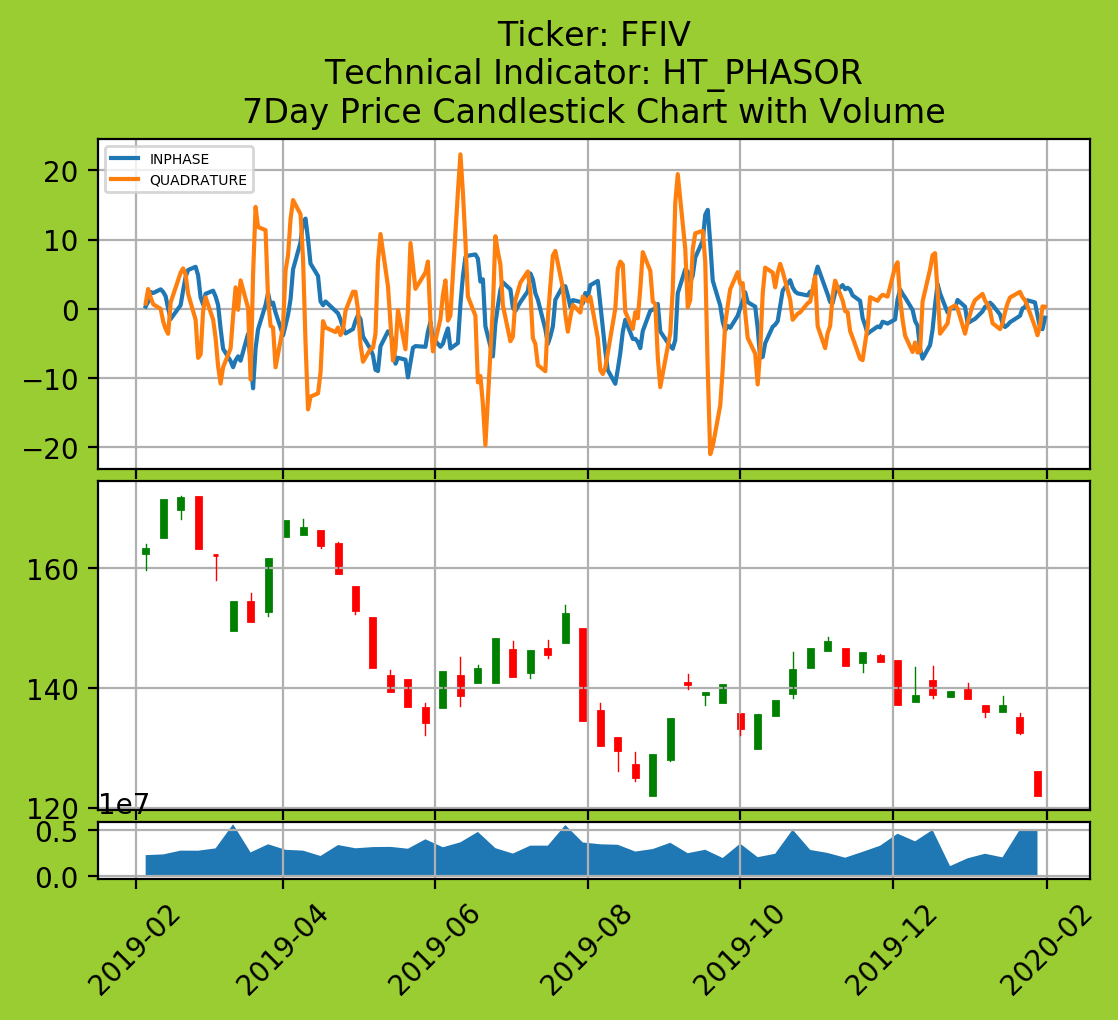 Ticker: FFIV
Technical Indicator: HT_PHASOR
7Day Price Candlestick Chart with Volume
INPHASE
QUADRATURE
20
10
0
−10
−20
160
140
120
1e7
0.5
0.0
2019-02
2019-04
2019-06
2019-08
2019-10
2019-12
2020-02